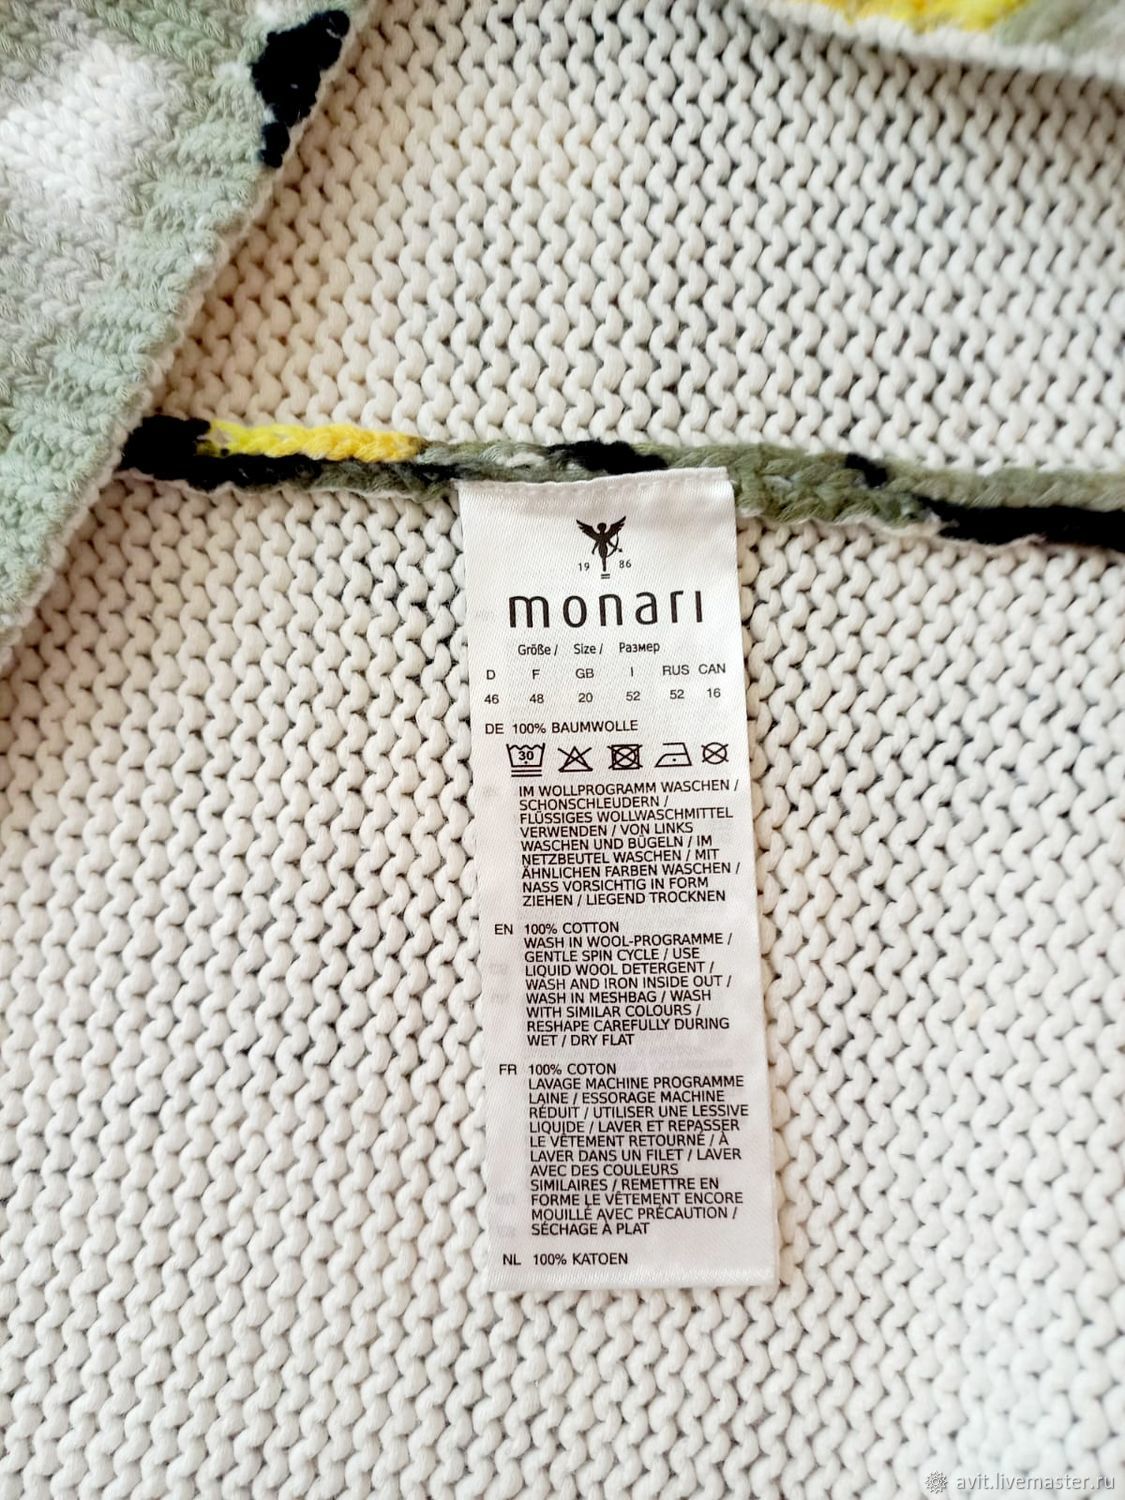 19 86
monari
Größe / Size / Размер
D F GB I RUS CAN
46 48 20 52 52 16
DE 100% BAUMWOLLE
30
IM WOLLPROGRAMM WASCHEN /
SCHONSCHLEUDERN /
FLÜSSIGES WOLLWASCHMITTEL
VERWENDEN / VON LINKS
WASCHEN UND BÜGELN / IM
NETZBEUTEL WASCHEN / MIT
ÄHNLICHEN FARBEN WASCHEN /
NASS VORSICHTIG IN FORM
ZIEHEN / LIEGEND TROCKNEN
EN 100% COTTON
WASH IN WOOL-PROGRAMME /
GENTLE SPIN CYCLE / USE
LIQUID WOOL DETERGENT /
WASH AND IRON INSIDE OUT /
WASH IN MESHBAG / WASH
WITH SIMILAR COLOURS /
RESHAPE CAREFULLY DURING
WET / DRY FLAT
FR 100% COTON
LAVAGE MACHINE PROGRAMME
LAINE / ESSORAGE MACHINE
RÉDUIT / UTILISER UNE LESSIVE
LIQUIDE / LAVER ET REPASSER
LE VÊTEMENT RETOURNÉ / À
LAVER DANS UN FILET / LAVER
AVEC DES COULEURS
SIMILAIRES / REMETTRE EN
FORME LE VÊTEMENT ENCORE
MOUILLÉ AVEC PRÉCAUTION /
SÉCHAGE À PLAT
NL 100% KATOEN
avit.livemaster.ru